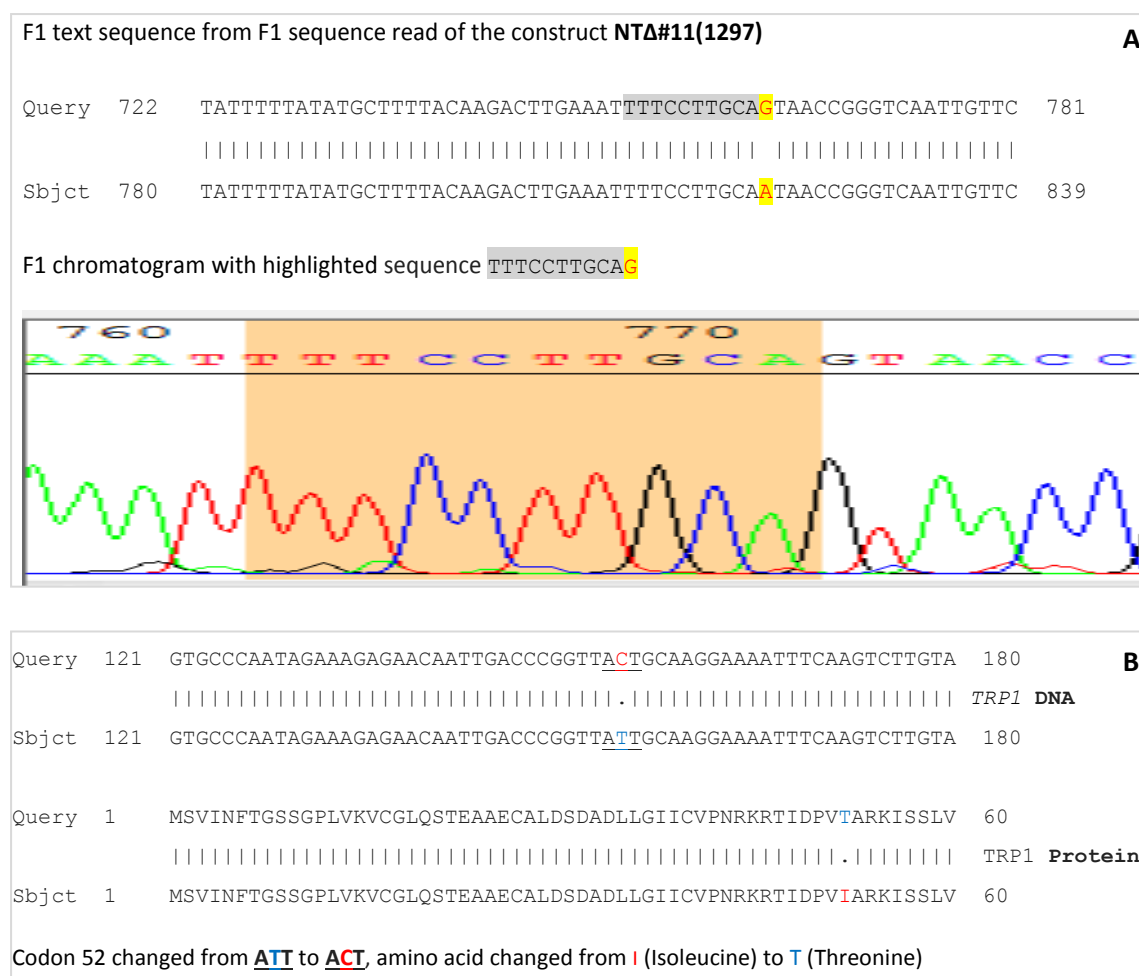 F1 text sequence from F1 sequence read of the construct NTΔ#11(1297) A
Query 722 TATTTTTATATGCTTTTACAAGACTTGAAATTTTCCTTGCAGTAACCGGGTCAATTGTTC 781
|||||||||||||||||||||||||||||||||||||||||| |||||||||||||||||
Sbjct 780 TATTTTTATATGCTTTTACAAGACTTGAAATTTTCCTTGCAATAACCGGGTCAATTGTTC 839
F1 chromatogram with highlighted sequence TTTCCTTGCAG
760 770
AAATTTTCCTTGCAGTAACC
Query 121 GTGCCCAATAGAAAGAGAACAATTGACCCGGTTACTGCAAGGAAAATTTCAAGTCTTGTA 180 B
||||||||||||||||||||||||||||||||||.||||||||||||||||||||||||| TRP1 DNA
Sbjct 121 GTGCCCAATAGAAAGAGAACAATTGACCCGGTTATTGCAAGGAAAATTTCAAGTCTTGTA 180
Query 1 MSVINFTGSSGPLVKVCGLQSTEAAECALDSDADLLGIICVPNRKRTIDPVTARKISSLV 60
|||||||||||||||||||||||||||||||||||||||||||||||||||.|||||||| TRP1 Protein
Sbjct 1 MSVINFTGSSGPLVKVCGLQSTEAAECALDSDADLLGIICVPNRKRTIDPVIARKISSLV 60
Codon 52 changed from ATT to ACT, amino acid changed from I (Isoleucine) to T (Threonine)